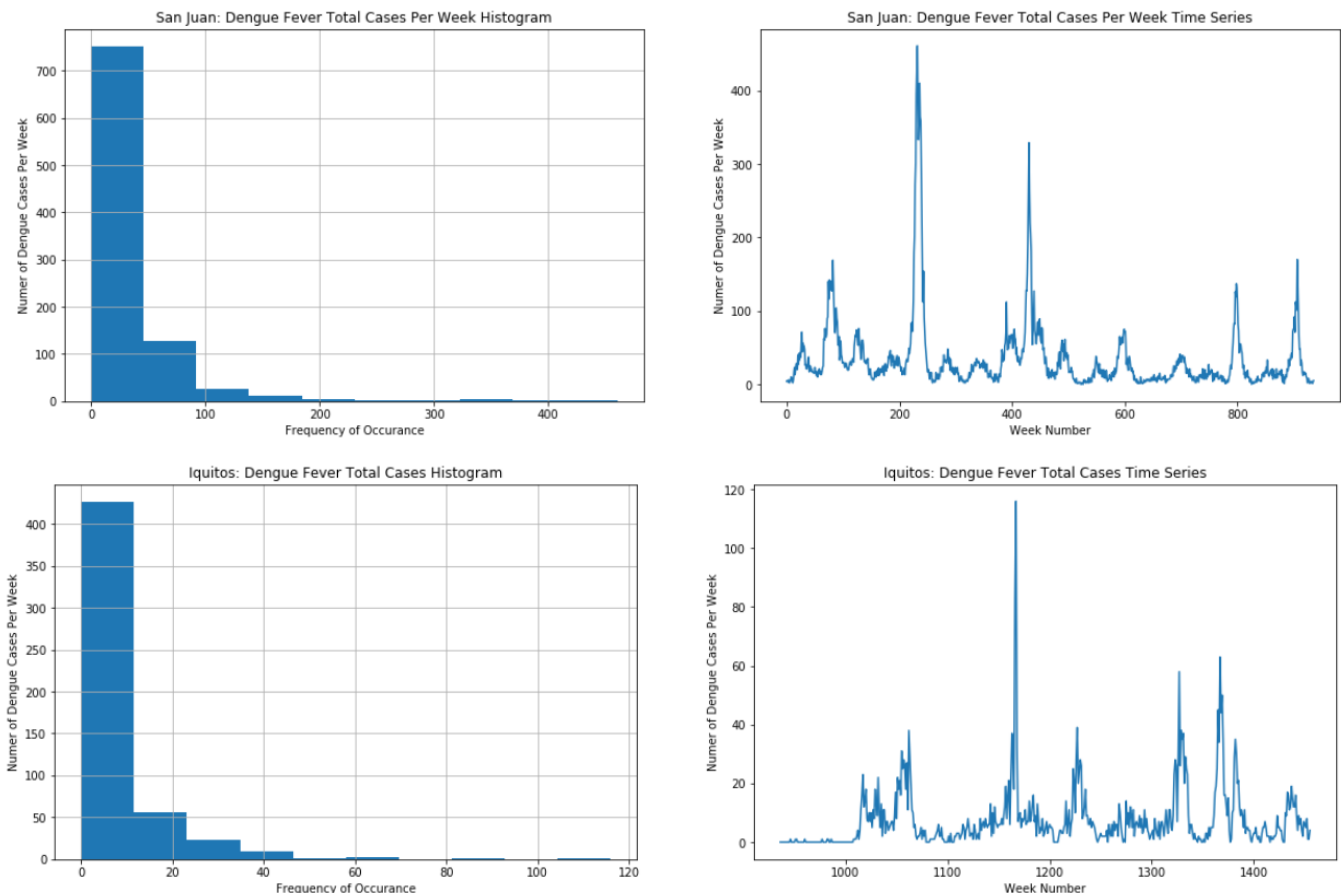 San Juan: Dengue Fever Total Cases Per Week Histogram
Numer of Dengue Cases Per Week
700
600
500
400
300
200
100
0
0 100 200 300 400
Frequency of Occurance
San Juan: Dengue Fever Total Cases Per Week Time Series
Numer of Dengue Cases Per Week
400
300
200
100
0
0 200 400 600 800
Week Number
Iquitos: Dengue Fever Total Cases Histogram
Numer of Dengue Cases Per Week
400
350
300
250
200
150
100
50
0
0 20 40 60 80 100 120
Frequency of Occurance
Iquitos: Dengue Fever Total Cases Time Series
Numer of Dengue Cases Per Week
120
100
80
60
40
20
0
1000 1100 1200 1300 1400
Week Number